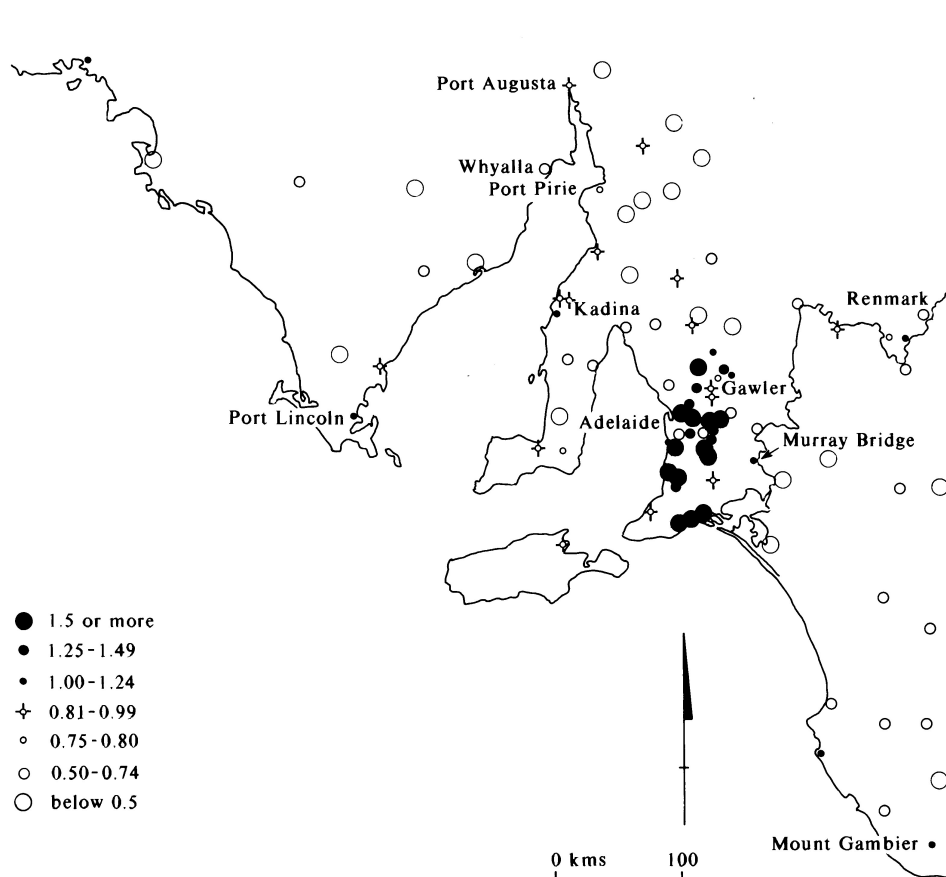 Port Augusta
Whyalla
Port Pirie
Renmark
Kadina
Gawler
Port Lincoln
Adelaide
Murray Bridge
1.5 or more
1.25-1.49
1.00-1.24
0.81-0.99
0.75-0.80
0.50-0.74
below 0.5
Mount Gambier
0 kms 100